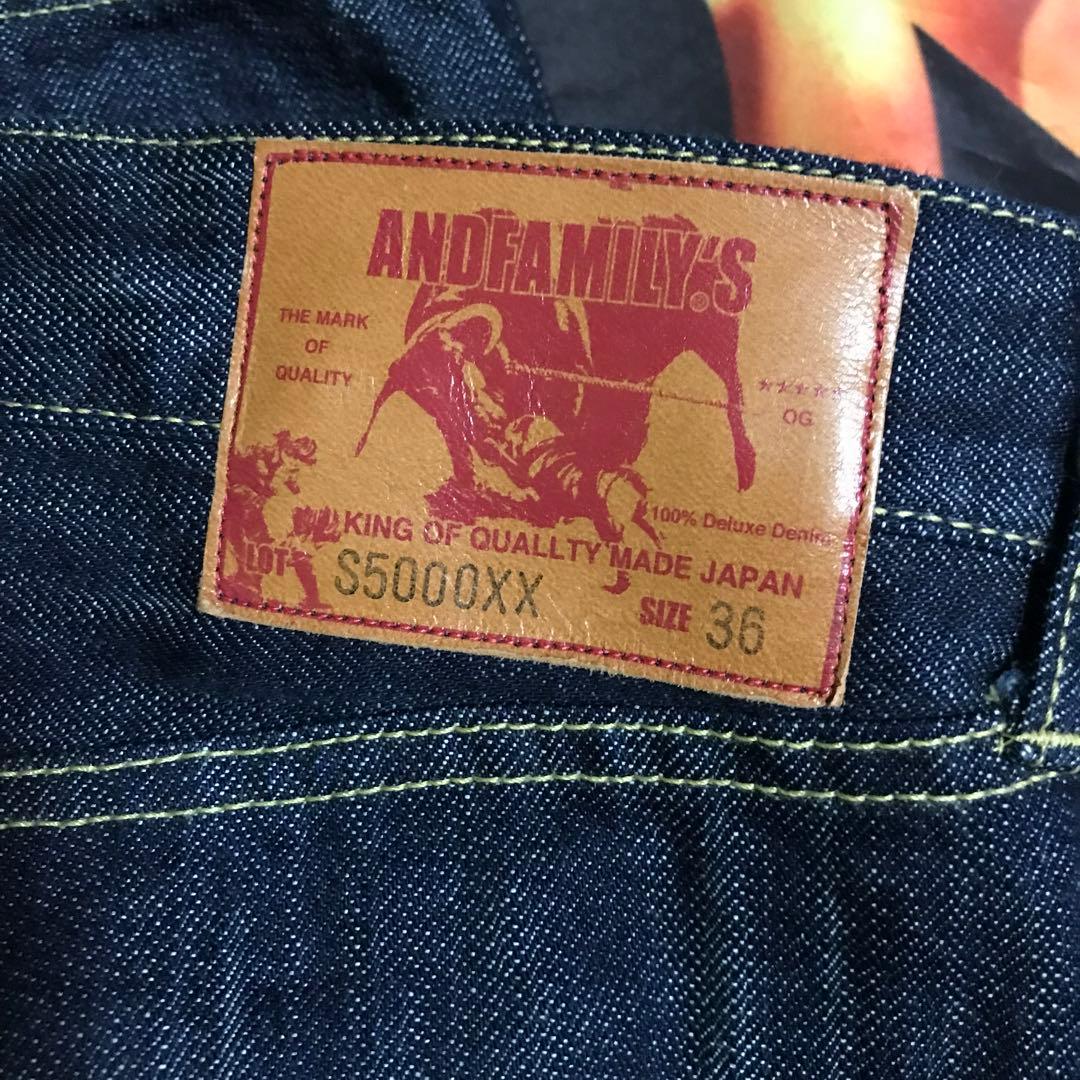 ANDFAMILY'S®
THE MARK
OF
QUALITY
★★★★★
OG
100% Deluxe Denim
KING OF QUALLTY MADE JAPAN
LOT S5000XX
SIZE 36